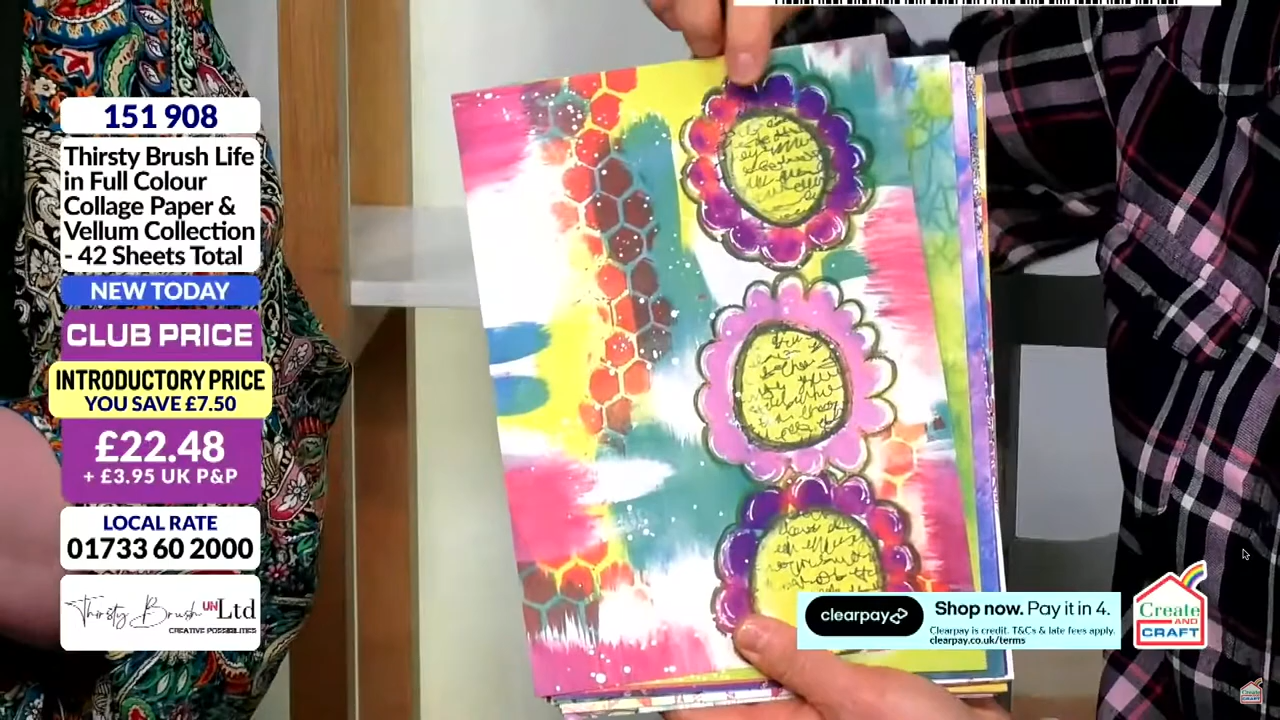 151 908
Thirsty Brush Life
in Full Colour
Collage Paper &
Vellum Collection
- 42 Sheets Total
NEW TODAY
CLUB PRICE
INTRODUCTORY PRICE
YOU SAVE £7.50
£22.48
+ £3.95 UK P&P
LOCAL RATE
01733 60 2000
Thirsty Brush UN Ltd
CREATIVE POSSIBILITIES
clearpay
Shop now. Pay it in 4.
Clearpay is credit. T&Cs & late fees apply.
clearpay.co.uk/terms
Create
AND
CRAFT